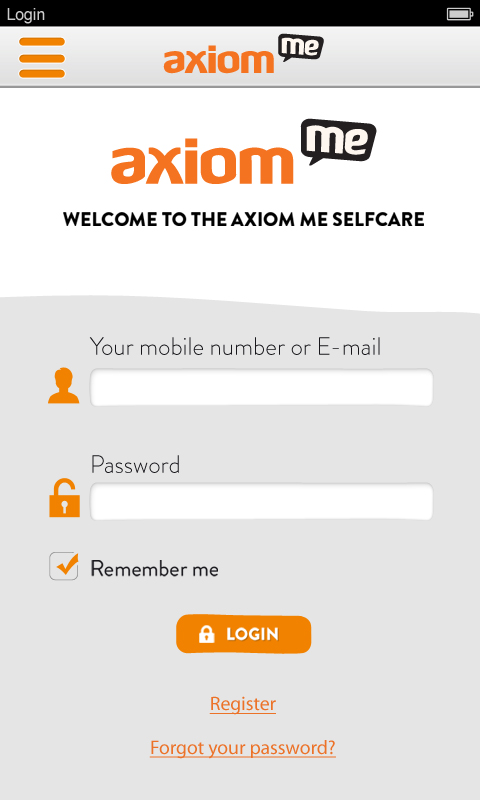 Login
axiom me
axiom me
WELCOME TO THE AXIOM ME SELFCARE
Your mobile number or E-mail
Password
Remember me
LOGIN
Register
Forgot your password?